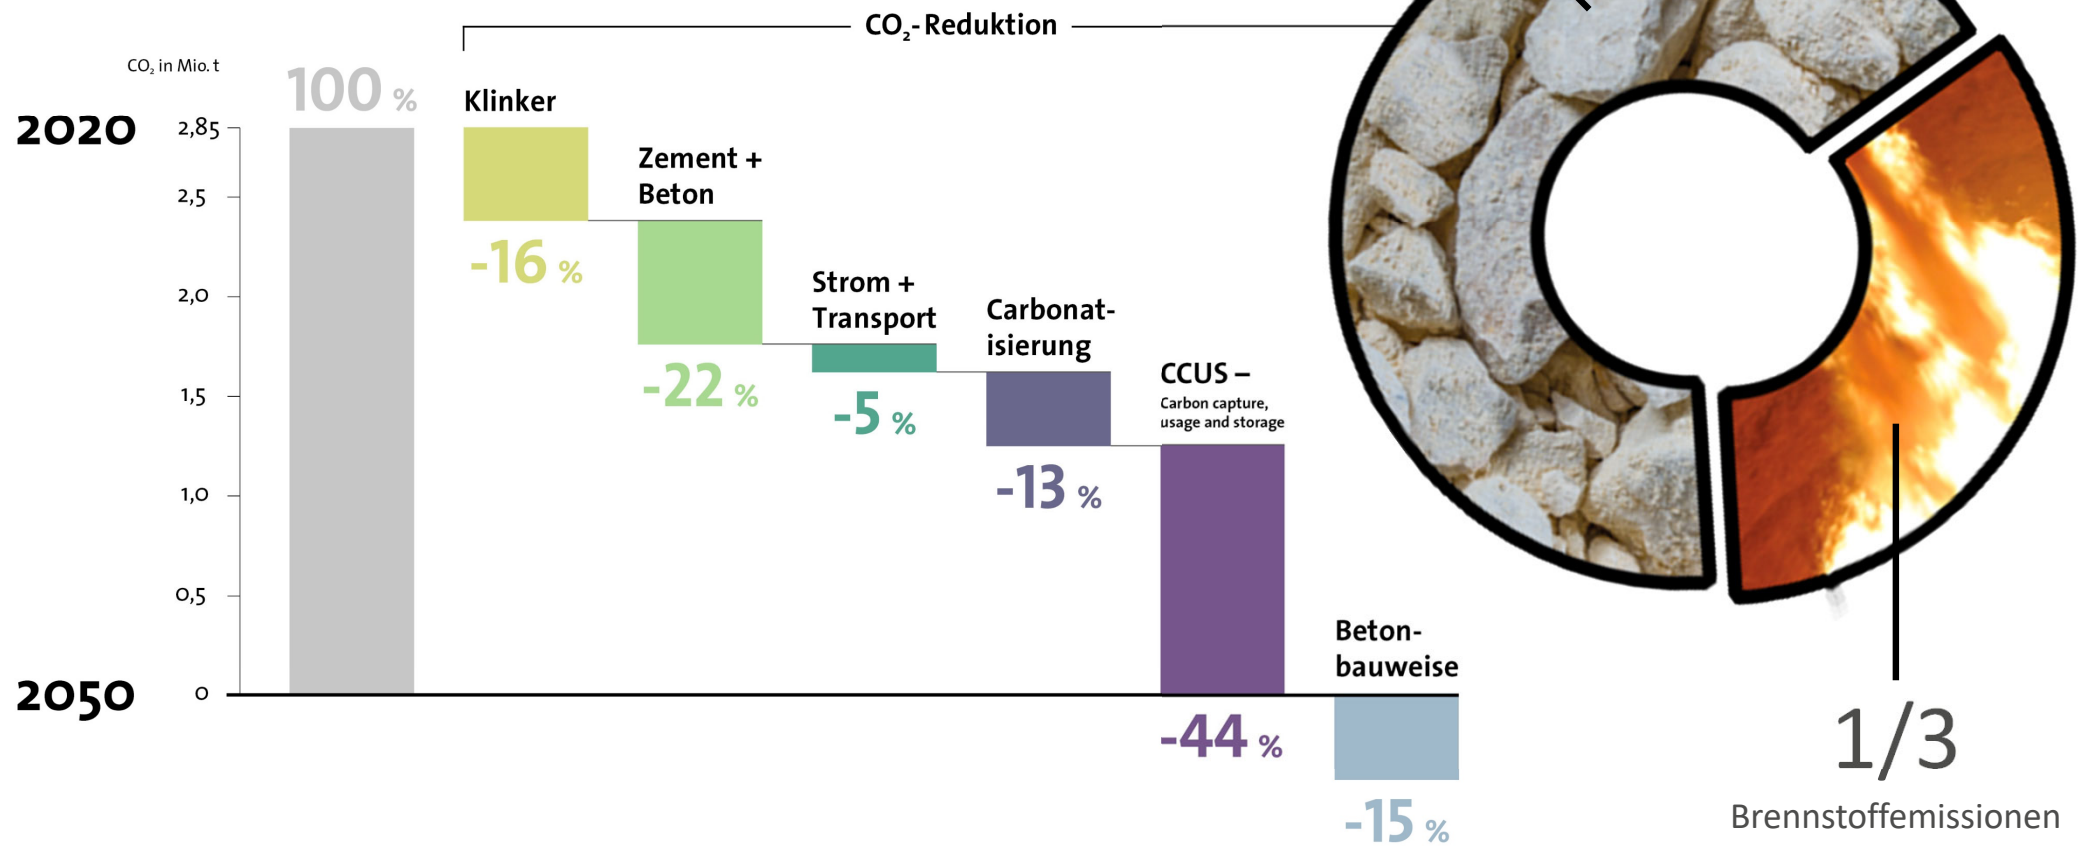 CO₂-Reduktion
CO₂ in Mio. t
100 %
Klinker
2020
2,85
Zement +
Beton
2,5
-16 %
Strom +
Transport
2,0
Carbonat-
isierung
-22 %
CCUS –
Carbon capture,
usage and storage
1,5
-5 %
-13 %
1,0
0,5
Beton-
bauweise
2050
0
-44 %
-15 %
1/3
Brennstoffemissionen